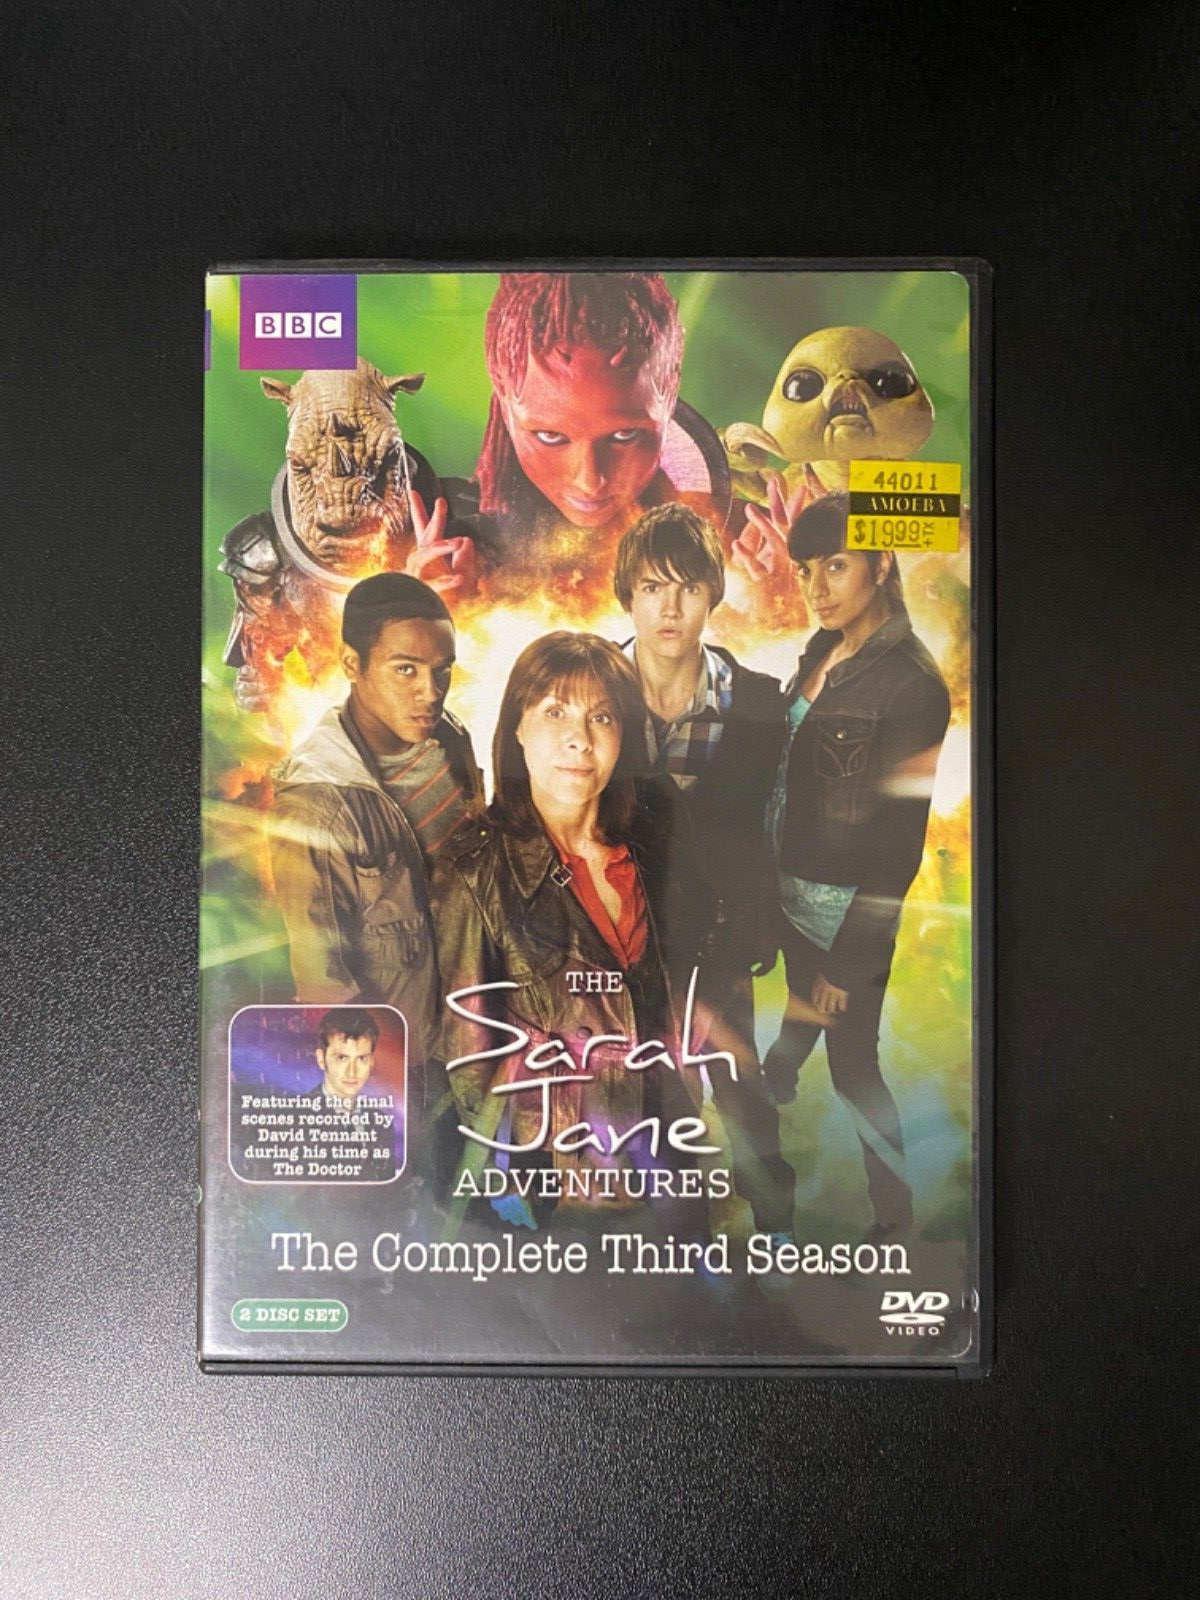 BBC
44011
AMOEBA
$19.99 +TX
THE
Sarah
Jane
ADVENTURES
Featuring the final
scenes recorded by
David Tennant
during his time as
The Doctor
The Complete Third Season
2 DISC SET
DVD
VIDEO